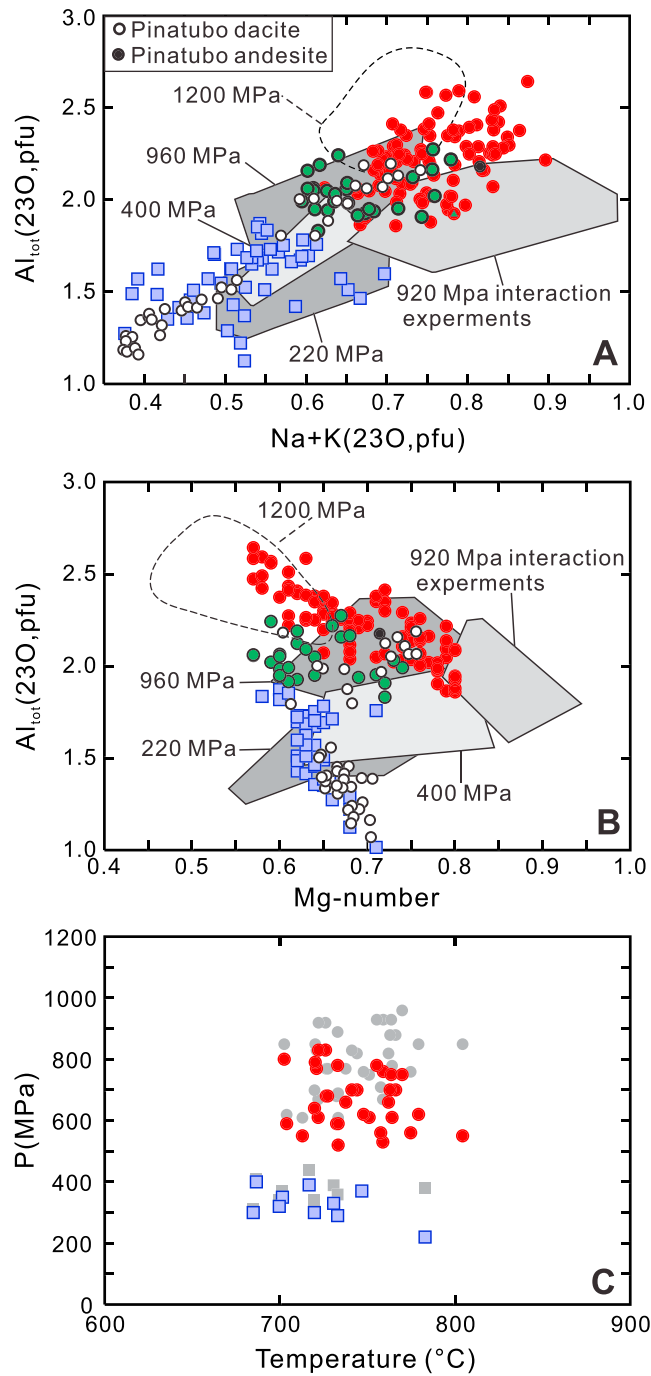 Pinatubo dacite
Pinatubo andesite
3.0
2.5
2.0
1.5
1.0
1200 MPa
960 MPa
400 MPa
220 MPa
920 Mpa interaction
experments
A
Al_tot(23O,pfu)
0.4 0.5 0.6 0.7 0.8 0.9 1.0
Na+K(23O,pfu)
3.0
2.5
2.0
1.5
1.0
1200 MPa
920 Mpa interaction
experments
960 MPa
220 MPa
400 MPa
B
Al_tot(23O,pfu)
0.4 0.5 0.6 0.7 0.8 0.9 1.0
Mg-number
1200
1000
800
600
400
200
0
C
P(MPa)
600 700 800 900
Temperature (°C)